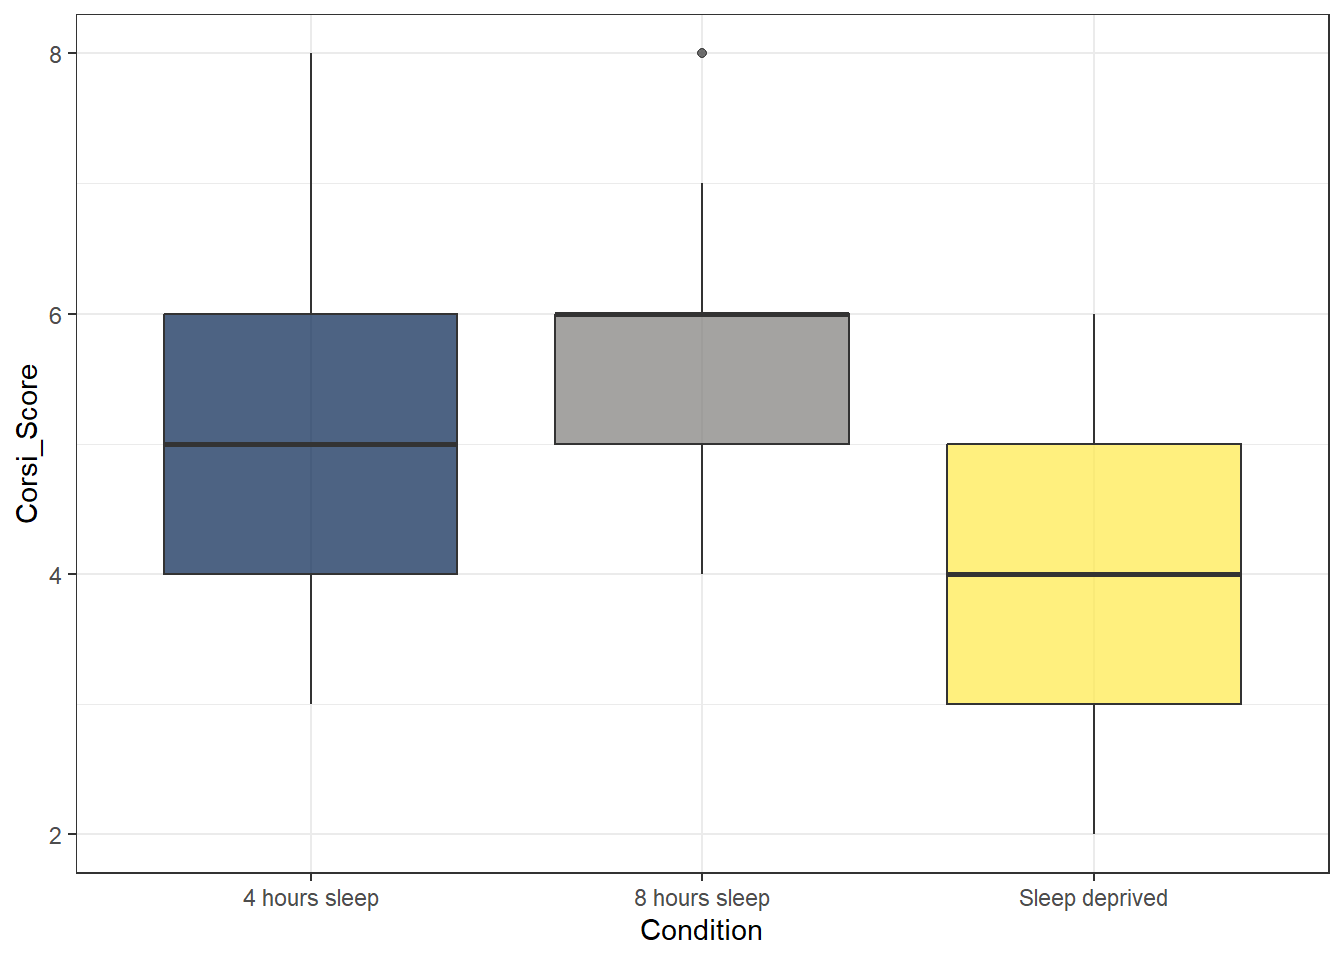 8
6
4
2
Corsi_Score
4 hours sleep
8 hours sleep
Sleep deprived
Condition